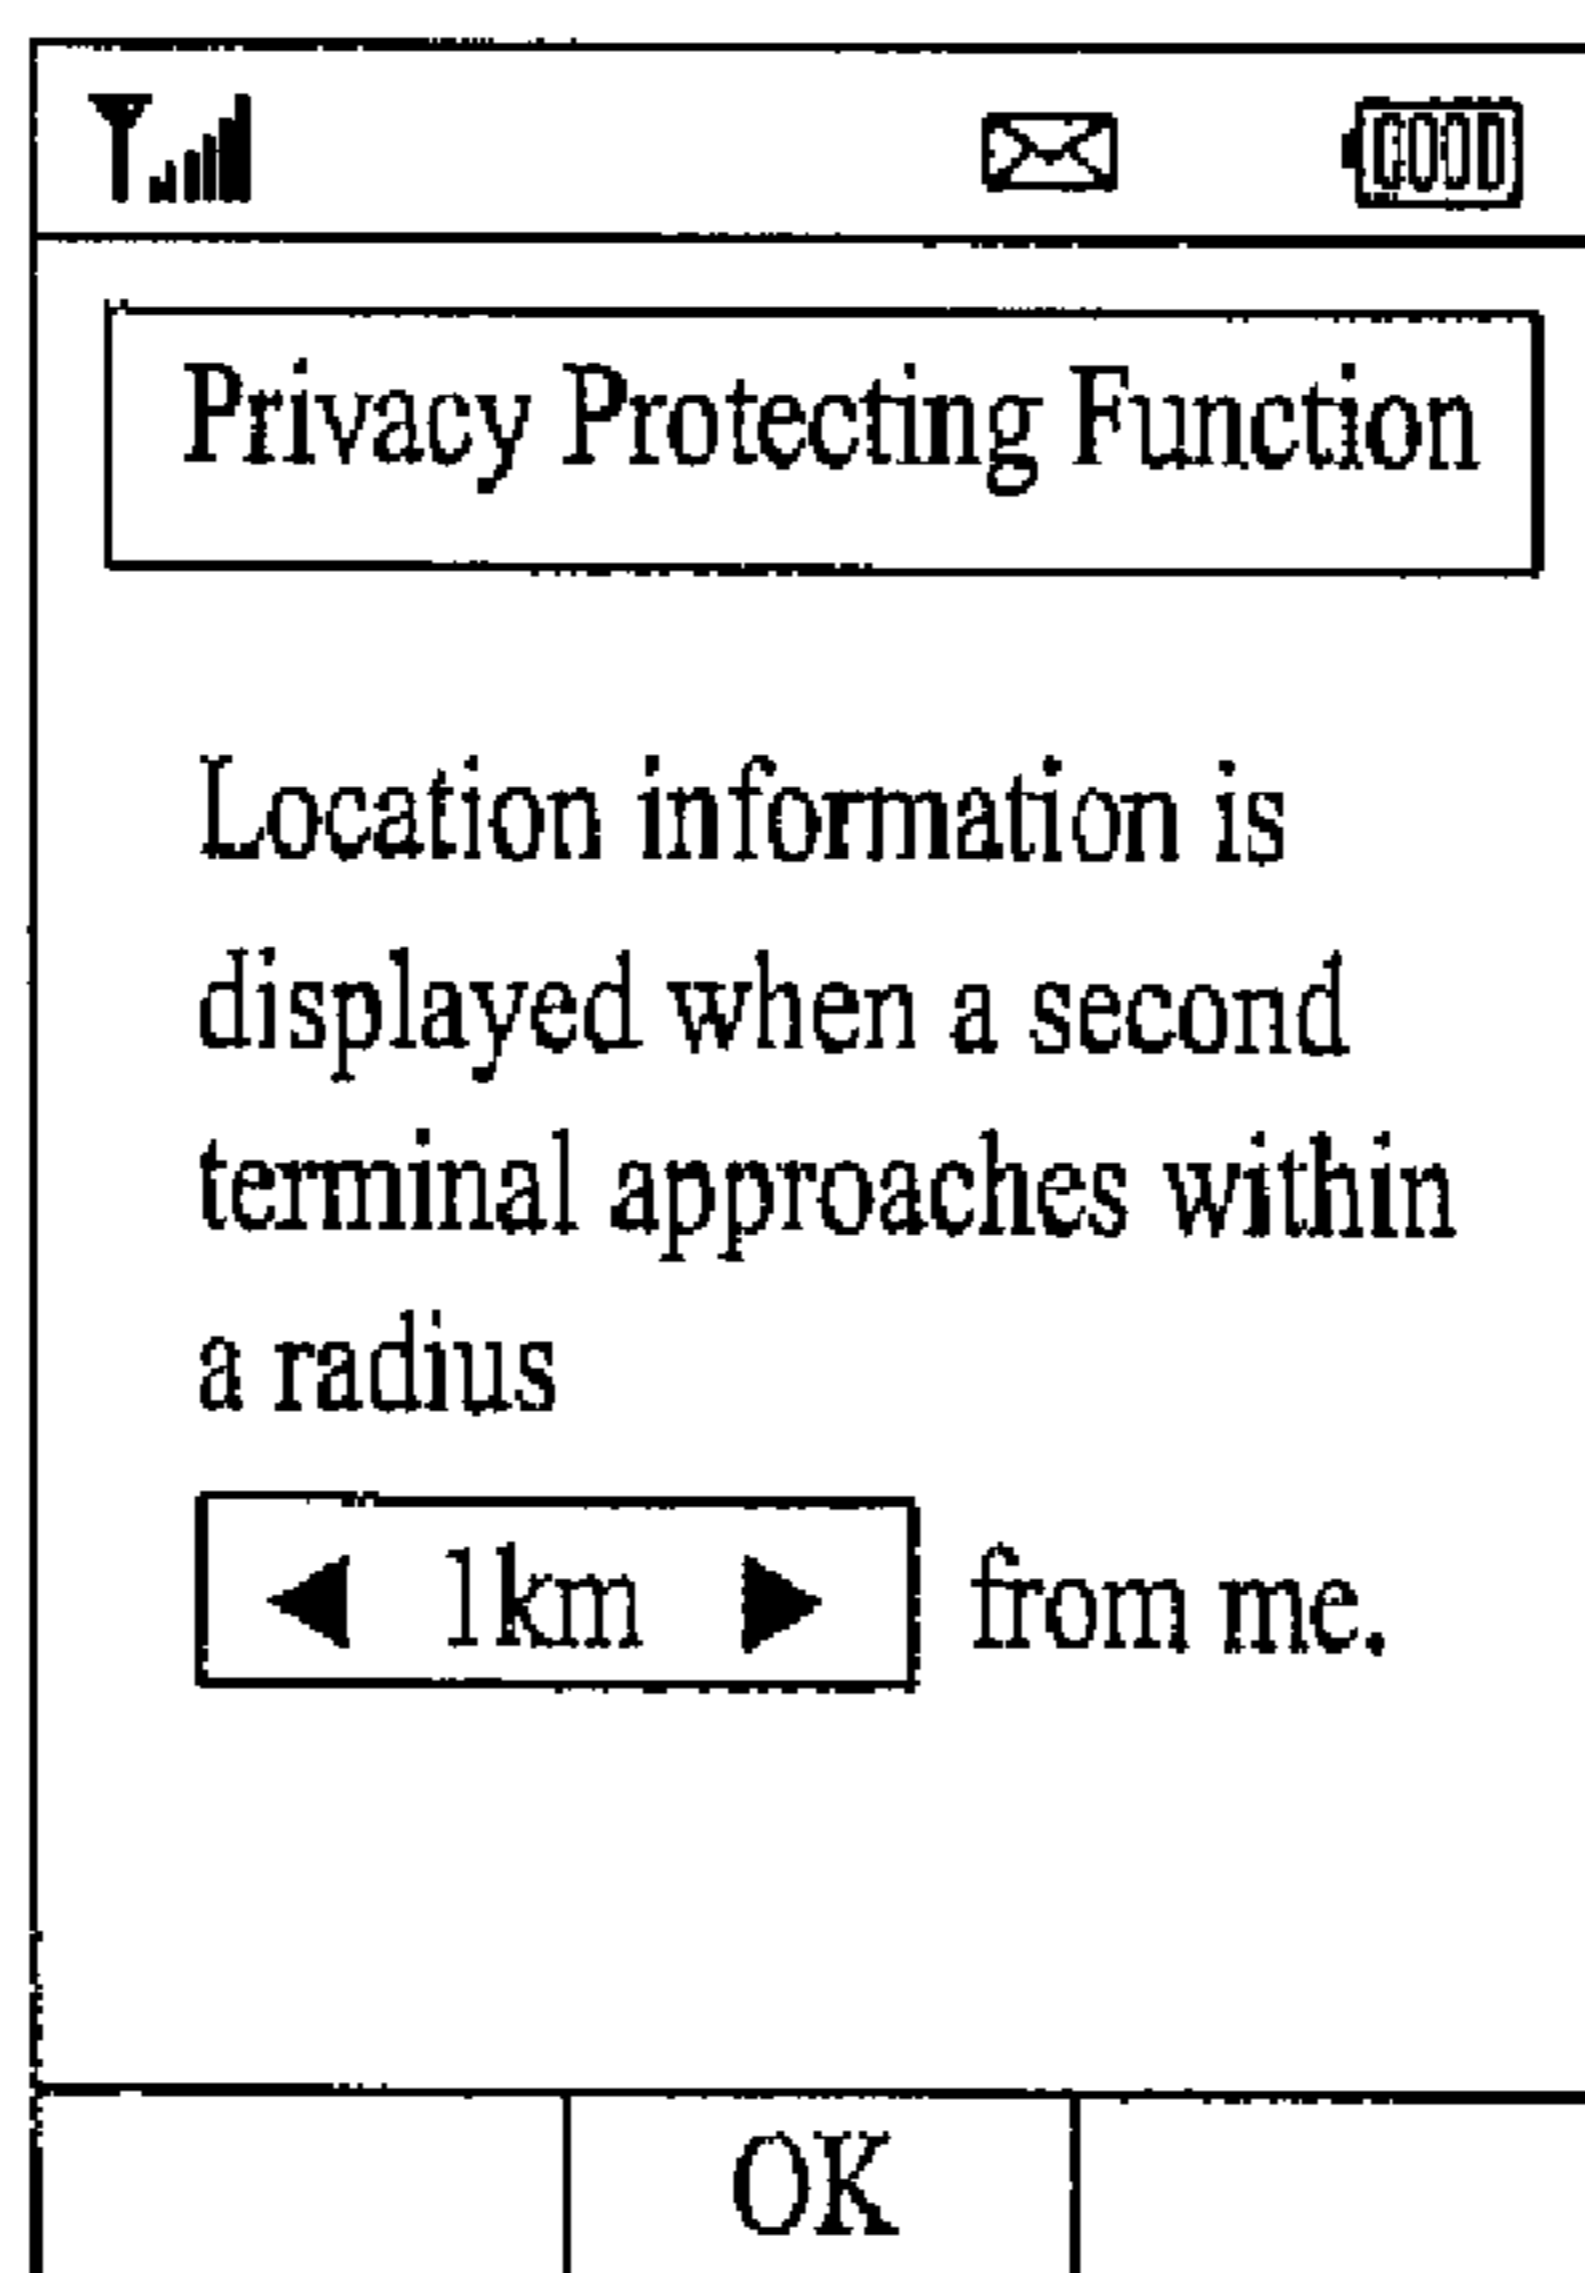 Privacy Protecting Function
Location information is
displayed when a second
terminal approaches within
a radius
◀ 1km ▶ from me.
OK